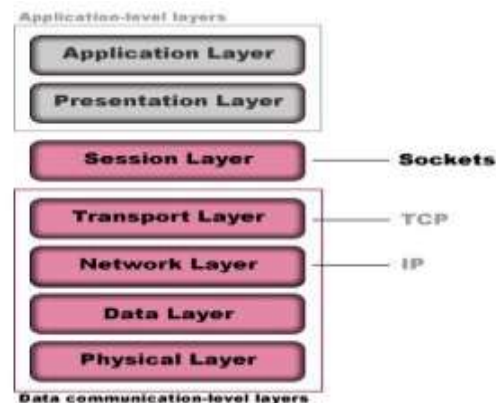 Application-level layers
Application Layer
Presentation Layer
Session Layer
Sockets
Transport Layer
TCP
Network Layer
IP
Data Layer
Physical Layer
Data communication-level layers